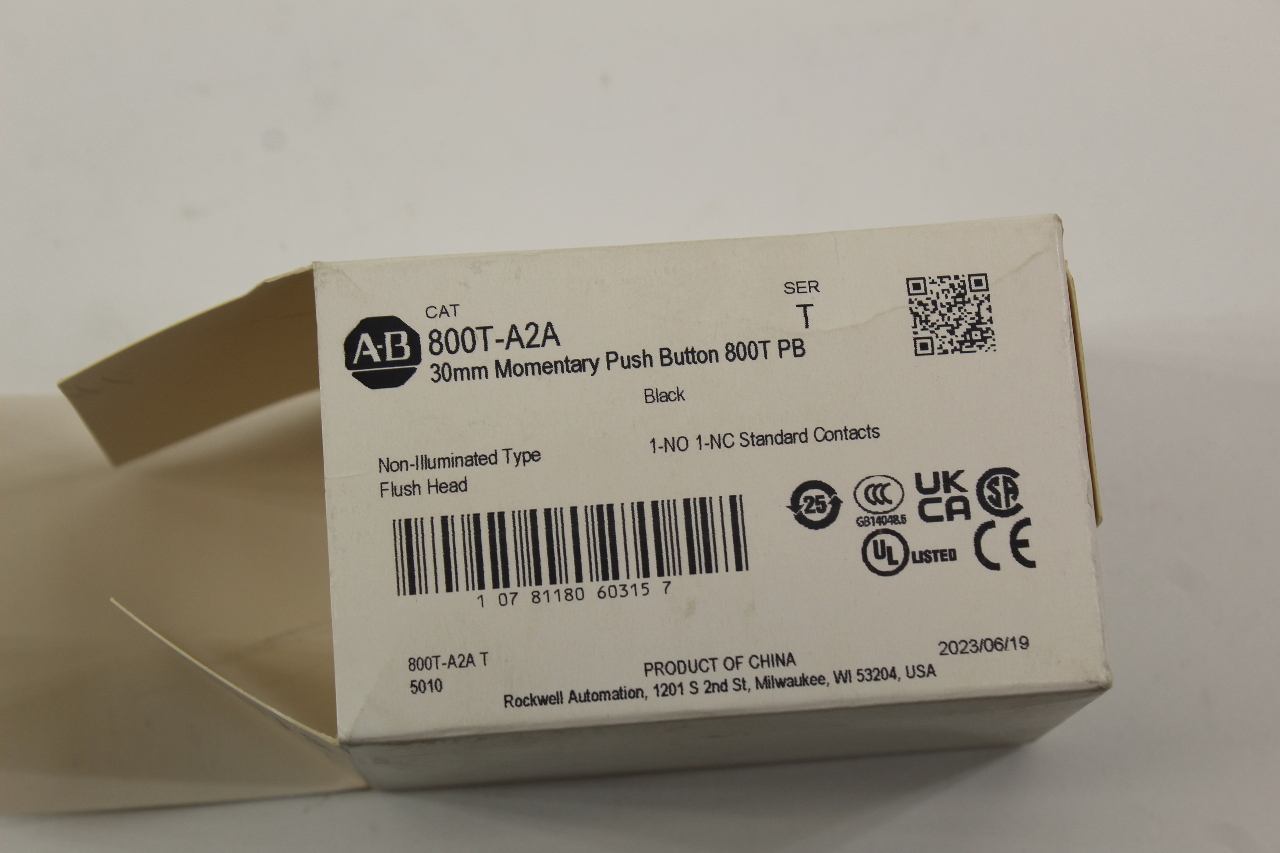 CAT
SER
A-B
800T-A2A
T
30mm Momentary Push Button 800T PB
Black
Non-Illuminated Type
1-NO 1-NC Standard Contacts
Flush Head
25
CCC
GB14048.5
UK
CA
SA
UL LISTED
CE
1 07 81180 60315 7
800T-A2A T
5010
PRODUCT OF CHINA
2023/06/19
Rockwell Automation, 1201 S 2nd St, Milwaukee, WI 53204, USA